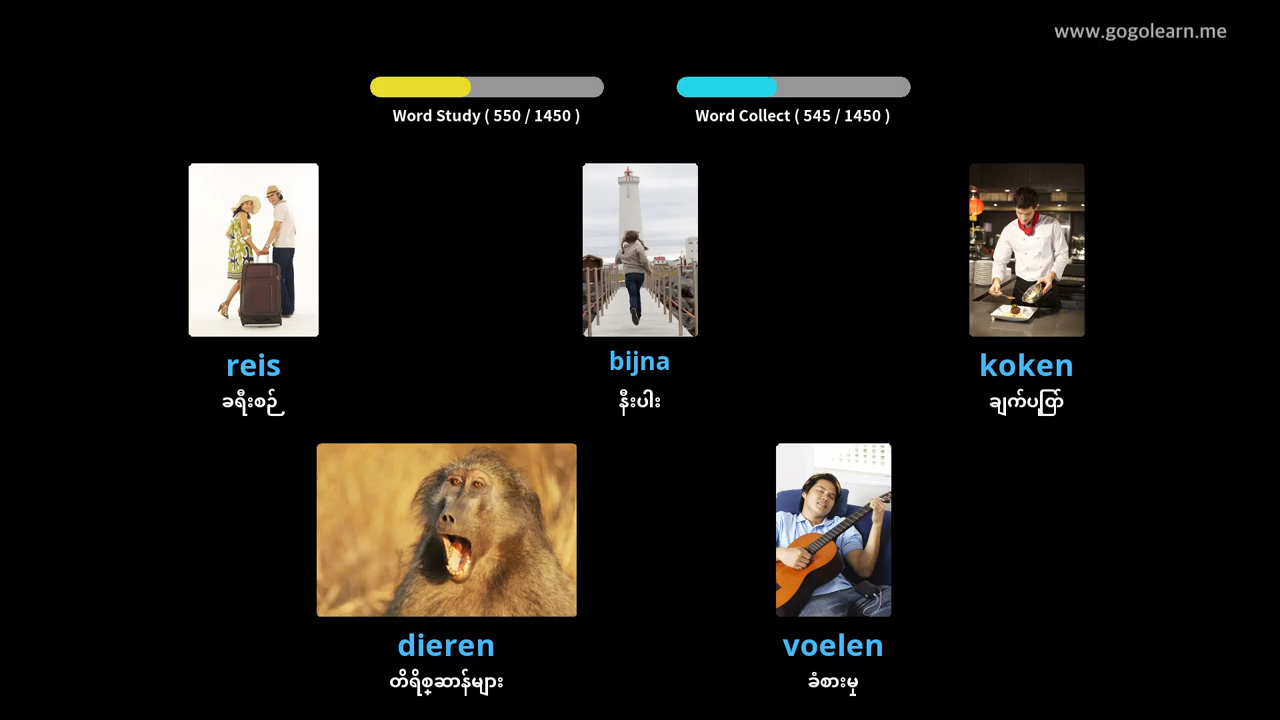 www.gogolearn.me
Word Study ( 550 / 1450 )
Word Collect ( 545 / 1450 )
reis
ခရီးစဉ်
bijna
နီးပါး
koken
ချက်ပြုတ်
dieren
တိရိစ္ဆာန်များ
voelen
ခံစားမှု